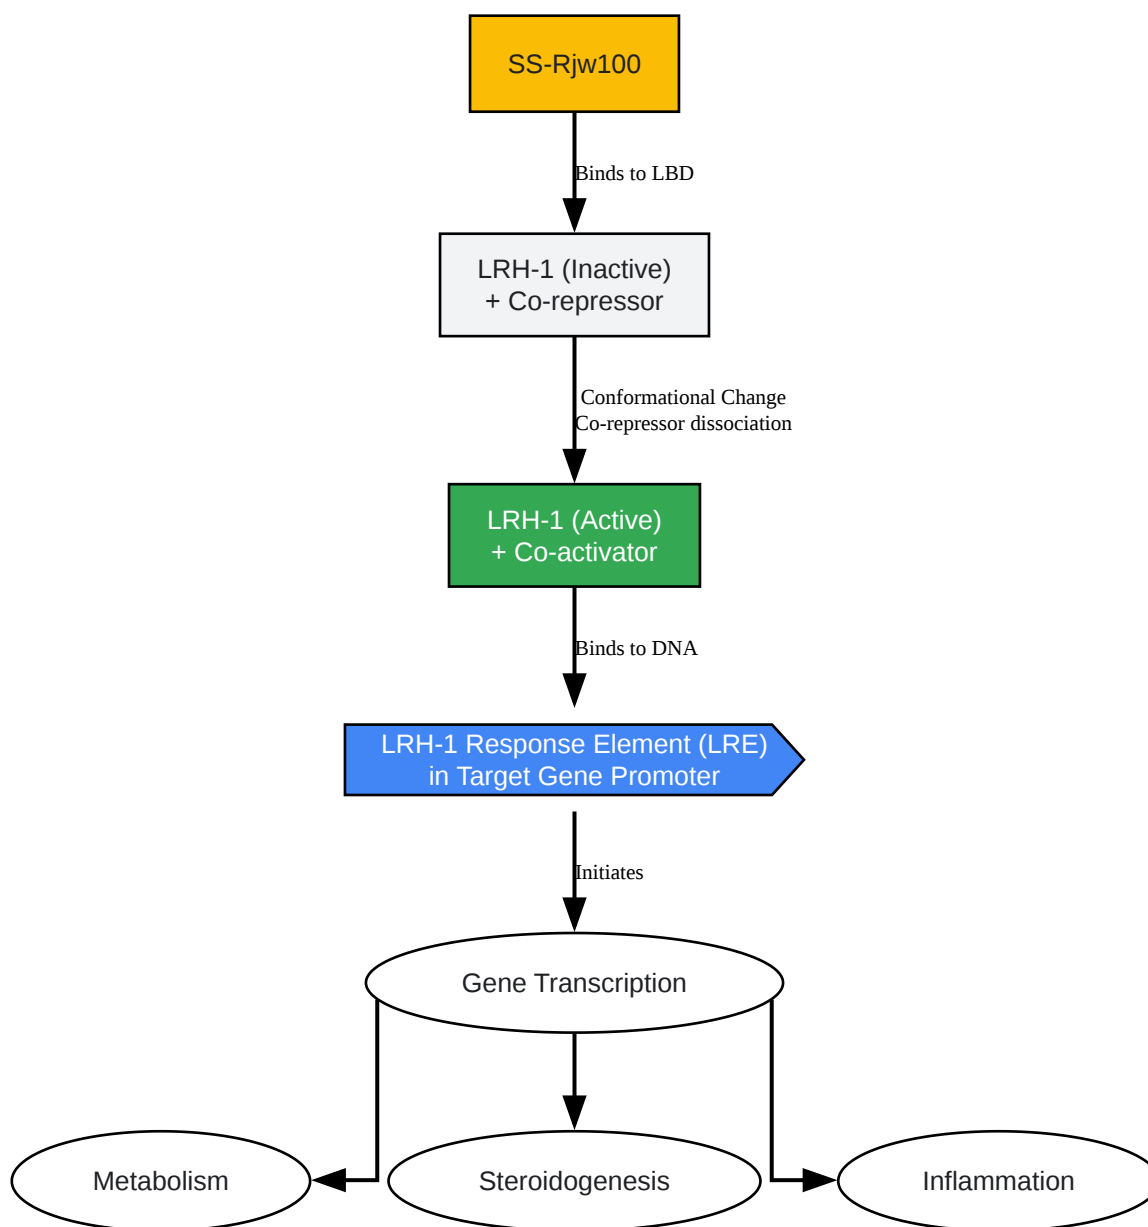 SS-Rjw100
Binds to LBD
LRH-1 (Inactive)
+ Co-repressor
Conformational Change
Co-repressor dissociation
LRH-1 (Active)
+ Co-activator
Binds to DNA
LRH-1 Response Element (LRE)
in Target Gene Promoter
Initiates
Gene Transcription
Metabolism
Steroidogenesis
Inflammation